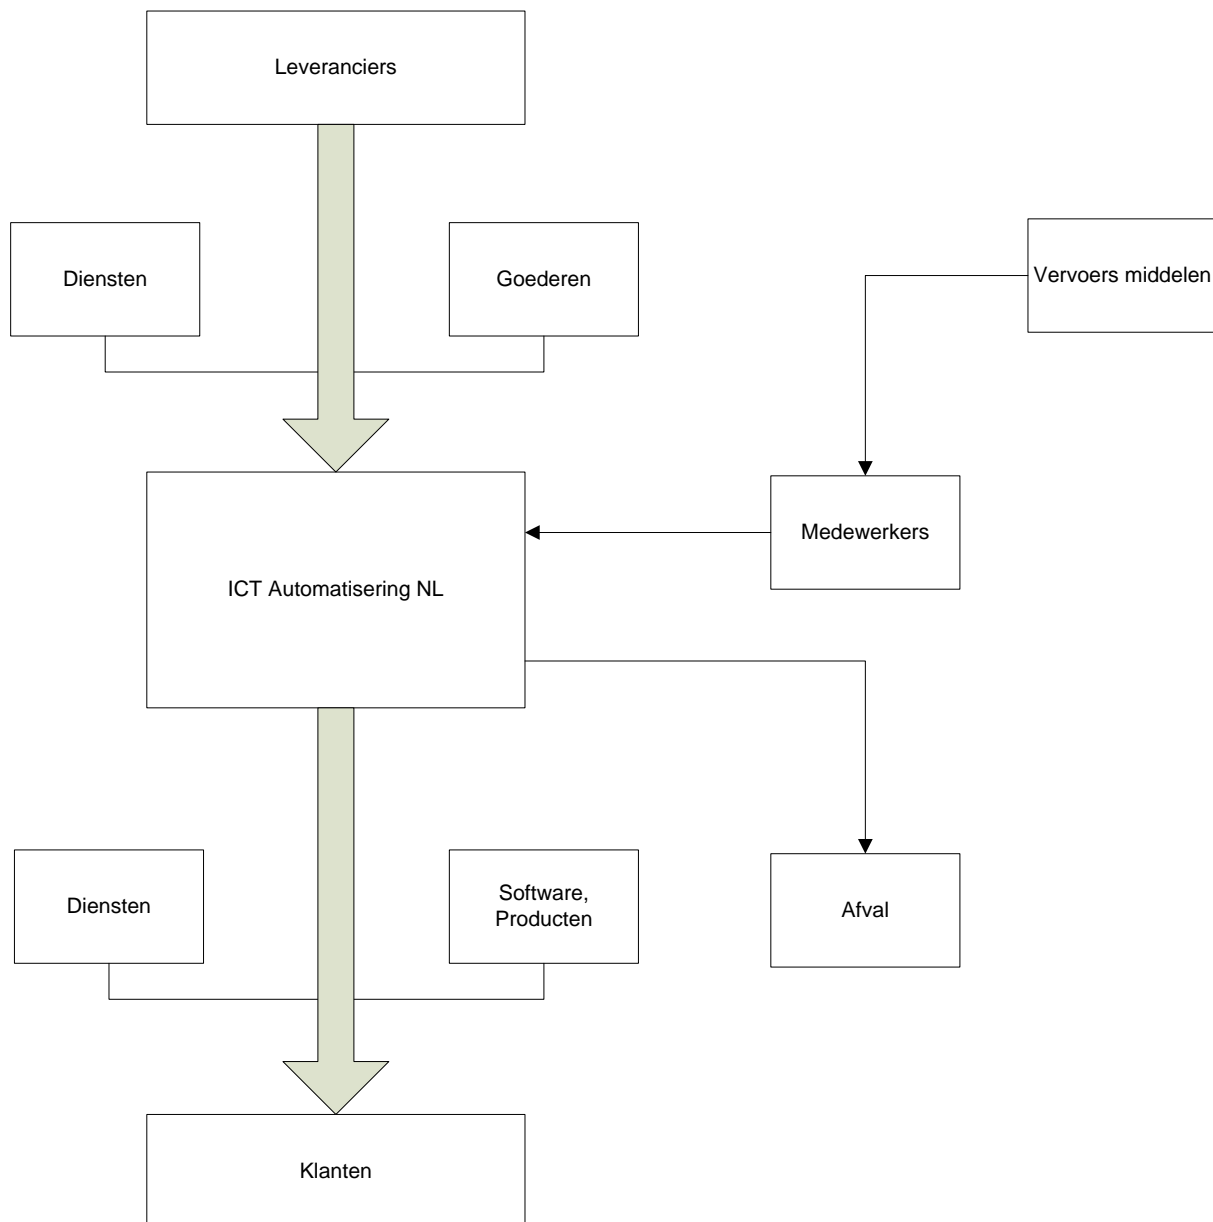 Leveranciers
Diensten
Goederen
Vervoers middelen
Medewerkers
ICT Automatisering NL
Diensten
Software,
Producten
Afval
Klanten